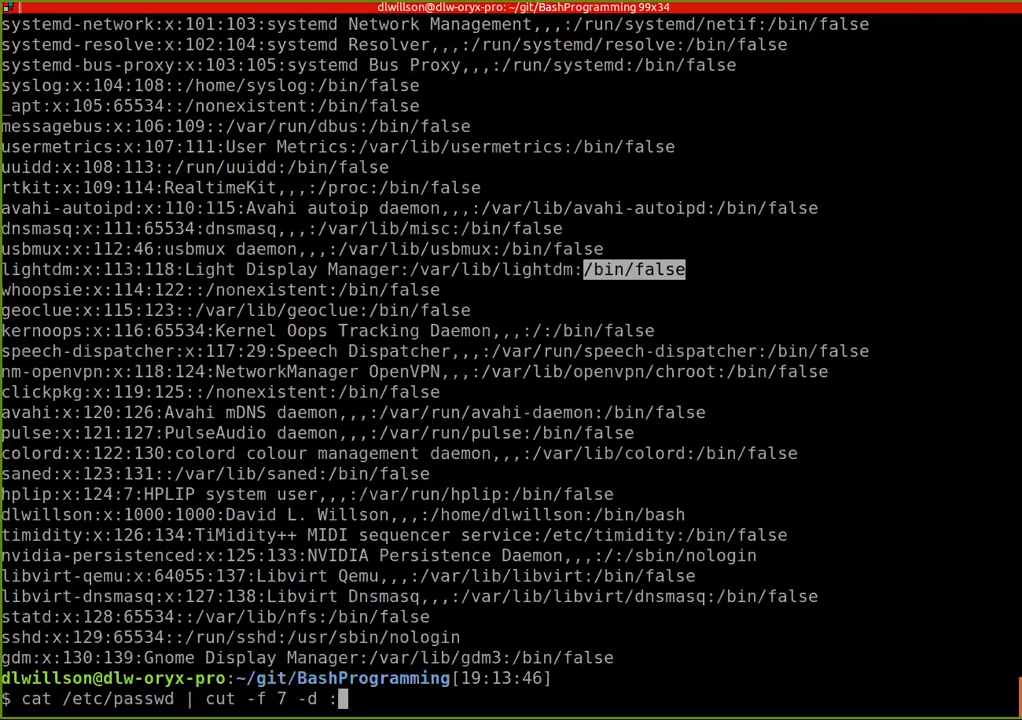 dlwillson@dlw-oryx-pro: ~/git/BashProgramming 99x34
systemd-network:x:101:103:systemd Network Management,,,:/run/systemd/netif:/bin/false
systemd-resolve:x:102:104:systemd Resolver,,,:/run/systemd/resolve:/bin/false
systemd-bus-proxy:x:103:105:systemd Bus Proxy,,,:/run/systemd:/bin/false
syslog:x:104:108::/home/syslog:/bin/false
_apt:x:105:65534::/nonexistent:/bin/false
messagebus:x:106:109::/var/run/dbus:/bin/false
usermetrics:x:107:111:User Metrics:/var/lib/usermetrics:/bin/false
uuidd:x:108:113::/run/uuidd:/bin/false
rtkit:x:109:114:RealtimeKit,,,:/proc:/bin/false
avahi-autoipd:x:110:115:Avahi autoip daemon,,,:/var/lib/avahi-autoipd:/bin/false
dnsmasq:x:111:65534:dnsmasq,,,:/var/lib/misc:/bin/false
usbmux:x:112:46:usbmux daemon,,,:/var/lib/usbmux:/bin/false
lightdm:x:113:118:Light Display Manager:/var/lib/lightdm:/bin/false
whoopsie:x:114:122::/nonexistent:/bin/false
geoclue:x:115:123::/var/lib/geoclue:/bin/false
kernoops:x:116:65534:Kernel Oops Tracking Daemon,,,:/:/bin/false
speech-dispatcher:x:117:29:Speech Dispatcher,,,:/var/run/speech-dispatcher:/bin/false
nm-openvpn:x:118:124:NetworkManager OpenVPN,,,:/var/lib/openvpn/chroot:/bin/false
clickpkg:x:119:125::/nonexistent:/bin/false
avahi:x:120:126:Avahi mDNS daemon,,,:/var/run/avahi-daemon:/bin/false
pulse:x:121:127:PulseAudio daemon,,,:/var/run/pulse:/bin/false
colord:x:122:130:colord colour management daemon,,,:/var/lib/colord:/bin/false
saned:x:123:131::/var/lib/saned:/bin/false
hplip:x:124:7:HPLIP system user,,,:/var/run/hplip:/bin/false
dlwillson:x:1000:1000:David L. Willson,,,:/home/dlwillson:/bin/bash
timidity:x:126:134:TiMidity++ MIDI sequencer service:/etc/timidity:/bin/false
nvidia-persistenced:x:125:133:NVIDIA Persistence Daemon,,,:/:/sbin/nologin
libvirt-qemu:x:64055:137:Libvirt Qemu,,,:/var/lib/libvirt:/bin/false
libvirt-dnsmasq:x:127:138:Libvirt Dnsmasq,,,:/var/lib/libvirt/dnsmasq:/bin/false
statd:x:128:65534::/var/lib/nfs:/bin/false
sshd:x:129:65534::/run/sshd:/usr/sbin/nologin
gdm:x:130:139:Gnome Display Manager:/var/lib/gdm3:/bin/false
dlwillson@dlw-oryx-pro:~/git/BashProgramming[19:13:46]
$ cat /etc/passwd | cut -f 7 -d :